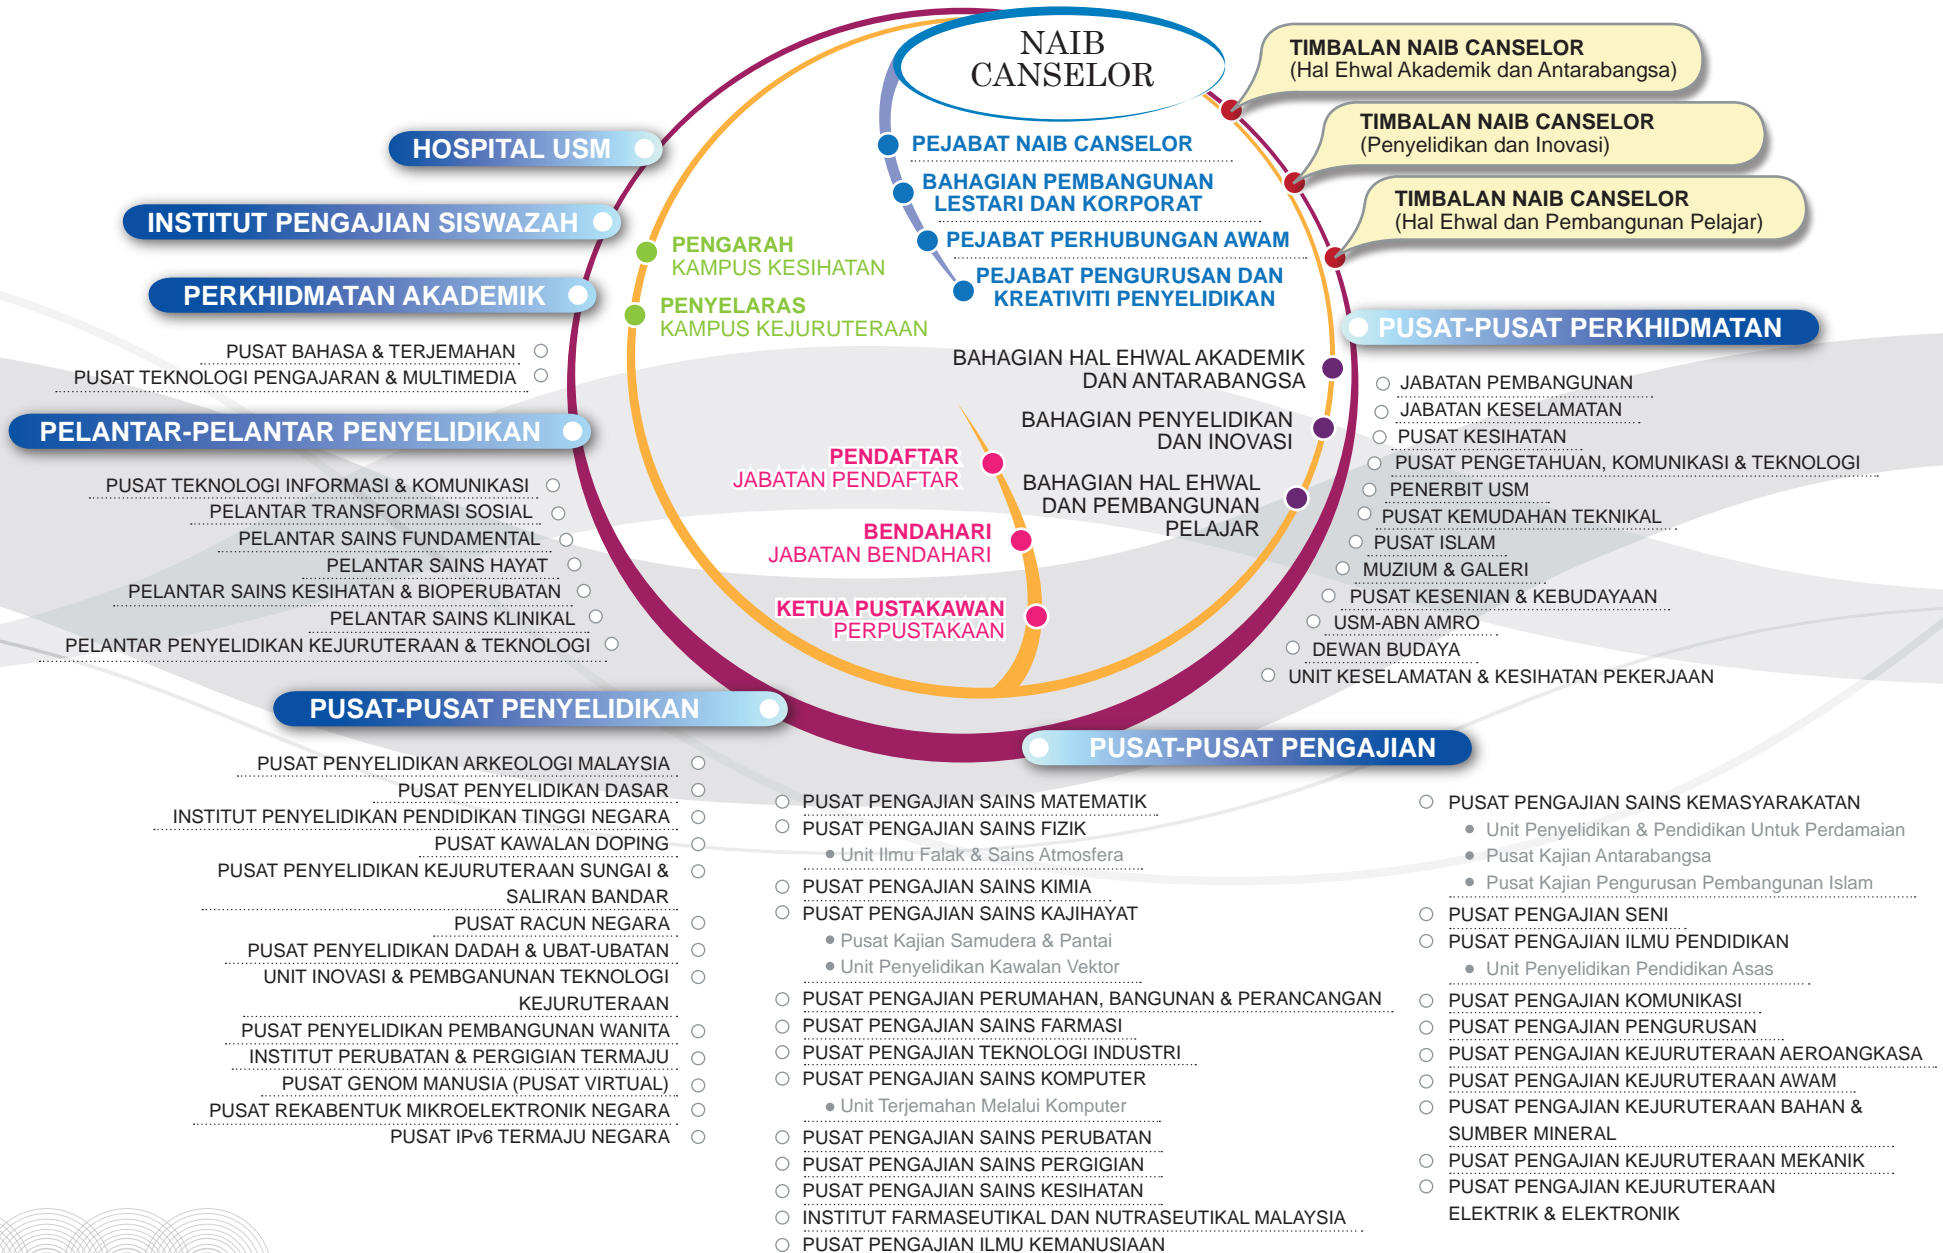 NAIB
CANSELOR
TIMBALAN NAIB CANSELOR
(Hal Ehwal Akademik dan Antarabangsa)
TIMBALAN NAIB CANSELOR
(Penyelidikan dan Inovasi)
TIMBALAN NAIB CANSELOR
(Hal Ehwal dan Pembangunan Pelajar)
PEJABAT NAIB CANSELOR
BAHAGIAN PEMBANGUNAN
LESTARI DAN KORPORAT
PEJABAT PERHUBUNGAN AWAM
PEJABAT PENGURUSAN DAN
KREATIVITI PENYELIDIKAN
HOSPITAL USM
INSTITUT PENGAJIAN SISWAZAH
PERKHIDMATAN AKADEMIK
PUSAT BAHASA & TERJEMAHAN
PUSAT TEKNOLOGI PENGAJARAN & MULTIMEDIA
PENGARAH
KAMPUS KESIHATAN
PENYELARAS
KAMPUS KEJURUTERAAN
BAHAGIAN HAL EHWAL AKADEMIK
DAN ANTARABANGSA
BAHAGIAN PENYELIDIKAN
DAN INOVASI
BAHAGIAN HAL EHWAL
DAN PEMBANGUNAN
PELAJAR
PENDAFTAR
JABATAN PENDAFTAR
BENDAHARI
JABATAN BENDAHARI
KETUA PUSTAKAWAN
PERPUSTAKAAN
PELANTAR-PELANTAR PENYELIDIKAN
PUSAT TEKNOLOGI INFORMASI & KOMUNIKASI
PELANTAR TRANSFORMASI SOSIAL
PELANTAR SAINS FUNDAMENTAL
PELANTAR SAINS HAYAT
PELANTAR SAINS KESIHATAN & BIOPERUBATAN
PELANTAR SAINS KLINIKAL
PELANTAR PENYELIDIKAN KEJURUTERAAN & TEKNOLOGI
PUSAT-PUSAT PERKHIDMATAN
JABATAN PEMBANGUNAN
JABATAN KESELAMATAN
PUSAT KESIHATAN
PUSAT PENGETAHUAN, KOMUNIKASI & TEKNOLOGI
PENERBIT USM
PUSAT KEMUDAHAN TEKNIKAL
PUSAT ISLAM
MUZIUM & GALERI
PUSAT KESENIAN & KEBUDAYAAN
USM-ABN AMRO
DEWAN BUDAYA
UNIT KESELAMATAN & KESIHATAN PEKERJAAN
PUSAT-PUSAT PENYELIDIKAN
PUSAT PENYELIDIKAN ARKEOLOGI MALAYSIA
PUSAT PENYELIDIKAN DASAR
INSTITUT PENYELIDIKAN PENDIDIKAN TINGGI NEGARA
PUSAT KAWALAN DOPING
PUSAT PENYELIDIKAN KEJURUTERAAN SUNGAI &
SALIRAN BANDAR
PUSAT RACUN NEGARA
PUSAT PENYELIDIKAN DADAH & UBAT-UBATAN
UNIT INOVASI & PEMBGANUNAN TEKNOLOGI
KEJURUTERAAN
PUSAT PENYELIDIKAN PEMBANGUNAN WANITA
INSTITUT PERUBATAN & PERGIGIAN TERMAJU
PUSAT GENOM MANUSIA (PUSAT VIRTUAL)
PUSAT REKABENTUK MIKROELEKTRONIK NEGARA
PUSAT IPv6 TERMAJU NEGARA
PUSAT-PUSAT PENGAJIAN
PUSAT PENGAJIAN SAINS MATEMATIK
PUSAT PENGAJIAN SAINS FIZIK
Unit Ilmu Falak & Sains Atmosfera
PUSAT PENGAJIAN SAINS KIMIA
PUSAT PENGAJIAN SAINS KAJIHAYAT
Pusat Kajian Samudera & Pantai
Unit Penyelidikan Kawalan Vektor
PUSAT PENGAJIAN PERUMAHAN, BANGUNAN & PERANCANGAN
PUSAT PENGAJIAN SAINS FARMASI
PUSAT PENGAJIAN TEKNOLOGI INDUSTRI
PUSAT PENGAJIAN SAINS KOMPUTER
Unit Terjemahan Melalui Komputer
PUSAT PENGAJIAN SAINS PERUBATAN
PUSAT PENGAJIAN SAINS PERGIGIAN
PUSAT PENGAJIAN SAINS KESIHATAN
INSTITUT FARMASEUTIKAL DAN NUTRASEUTIKAL MALAYSIA
PUSAT PENGAJIAN ILMU KEMANUSIAAN
PUSAT PENGAJIAN SAINS KEMASYARAKATAN
Unit Penyelidikan & Pendidikan Untuk Perdamaian
Pusat Kajian Antarabangsa
Pusat Kajian Pengurusan Pembangunan Islam
PUSAT PENGAJIAN SENI
PUSAT PENGAJIAN ILMU PENDIDIKAN
Unit Penyelidikan Pendidikan Asas
PUSAT PENGAJIAN KOMUNIKASI
PUSAT PENGAJIAN PENGURUSAN
PUSAT PENGAJIAN KEJURUTERAAN AEROANGKASA
PUSAT PENGAJIAN KEJURUTERAAN AWAM
PUSAT PENGAJIAN KEJURUTERAAN BAHAN &
SUMBER MINERAL
PUSAT PENGAJIAN KEJURUTERAAN MEKANIK
PUSAT PENGAJIAN KEJURUTERAAN
ELEKTRIK & ELEKTRONIK